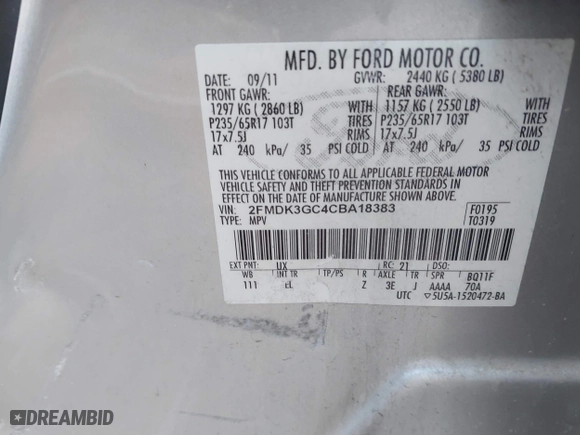 MFD. BY FORD MOTOR CO.
DATE: 09/11 GVWR: 2440 KG ( 5380 LB)
FRONT GAWR: REAR GAWR:
1297 KG ( 2860 LB) WITH 1157 KG ( 2550 LB) WITH
P235/65R17 103T TIRES P235/65R17 103T TIRES
17x7.5J RIMS 17x7.5J RIMS
AT 240 kPa/ 35 PSI COLD AT 240 kPa/ 35 PSI COLD
THIS VEHICLE CONFORMS TO ALL APPLICABLE FEDERAL MOTOR
VEHICLE SAFETY AND THEFT PREVENTION STANDARDS IN
EFFECT ON THE DATE OF MANUFACTURE SHOWN ABOVE.
VIN: 2FMDK3GC4CBA18383 F0195
TYPE: MPV T0319
EXT PNT: UX RC: 21 DSO:
WB INT TR TP/PS R AXLE TR SPR BQ11F
111 EL Z 3E J AAAA 70A
UTC ▽5U5A-1520472-BA
DREAMBID